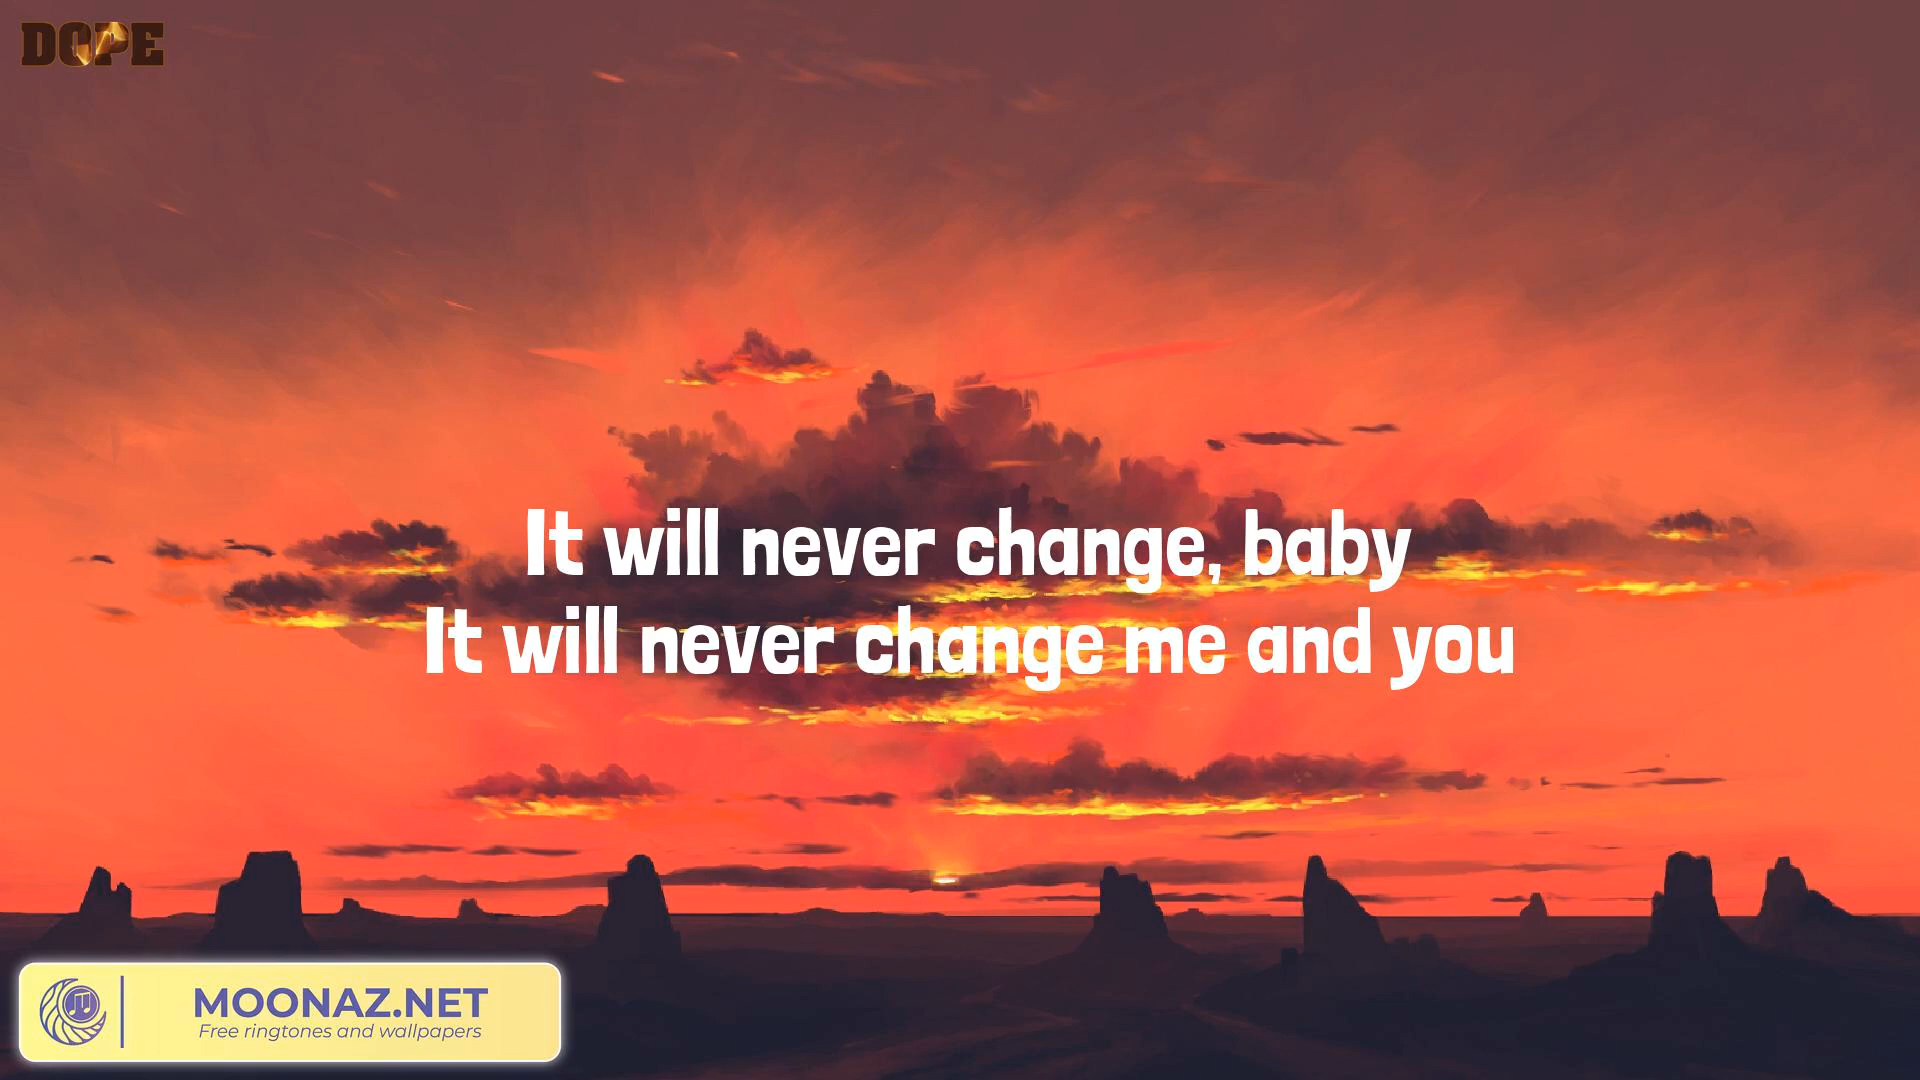 DOPE
It will never change, baby
It will never change me and you
MOONAZ.NET
Free ringtones and wallpapers